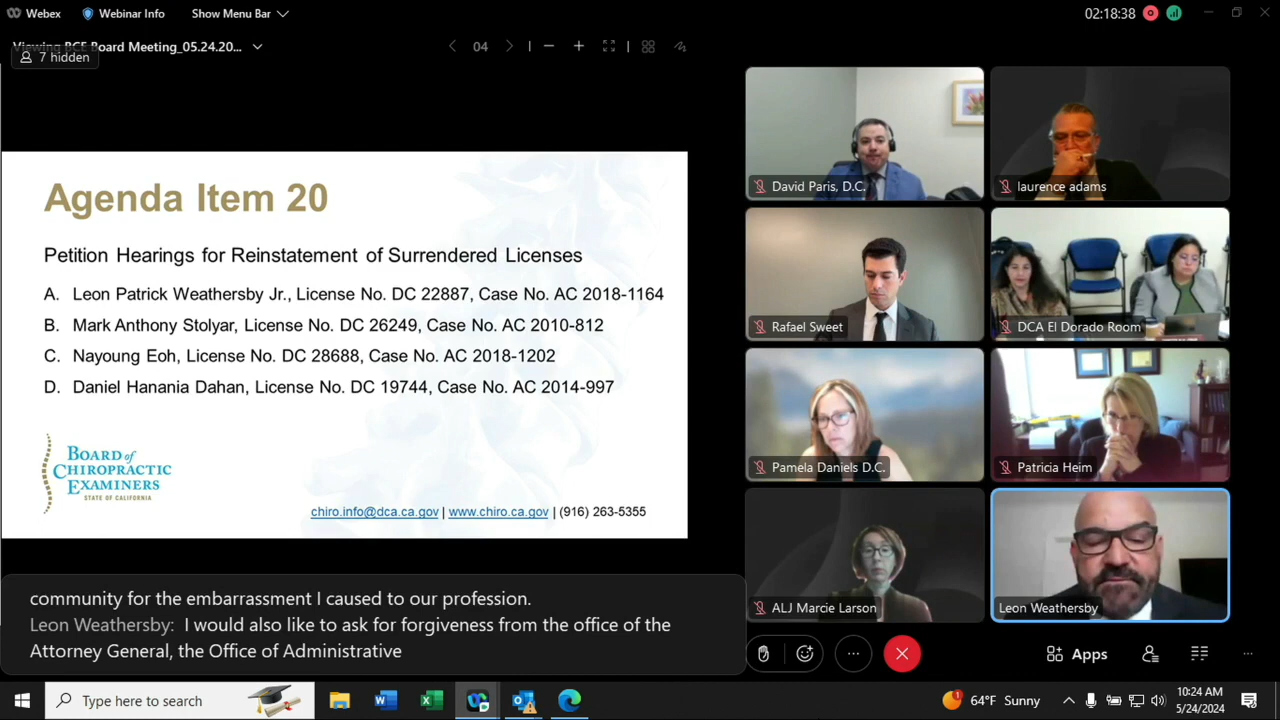 Webex
Webinar Info
Show Menu Bar
02:18:38
Viewing BCE Board Meeting_05.24.20...
04
7 hidden
Agenda Item 20
Petition Hearings for Reinstatement of Surrendered Licenses
A. Leon Patrick Weathersby Jr., License No. DC 22887, Case No. AC 2018-1164
B. Mark Anthony Stolyar, License No. DC 26249, Case No. AC 2010-812
C. Nayoung Eoh, License No. DC 28688, Case No. AC 2018-1202
D. Daniel Hanania Dahan, License No. DC 19744, Case No. AC 2014-997
BOARD of
CHIROPRACTIC
EXAMINERS
STATE OF CALIFORNIA
chiro.info@dca.ca.gov | www.chiro.ca.gov | (916) 263-5355
David Paris, D.C.
laurence adams
Rafael Sweet
DCA El Dorado Room
Pamela Daniels D.C.
Patricia Heim
ALJ Marcie Larson
Leon Weathersby
community for the embarrassment I caused to our profession.
Leon Weathersby: I would also like to ask for forgiveness from the office of the
Attorney General, the Office of Administrative
Apps
Type here to search
1
64°F Sunny
10:24 AM
5/24/2024